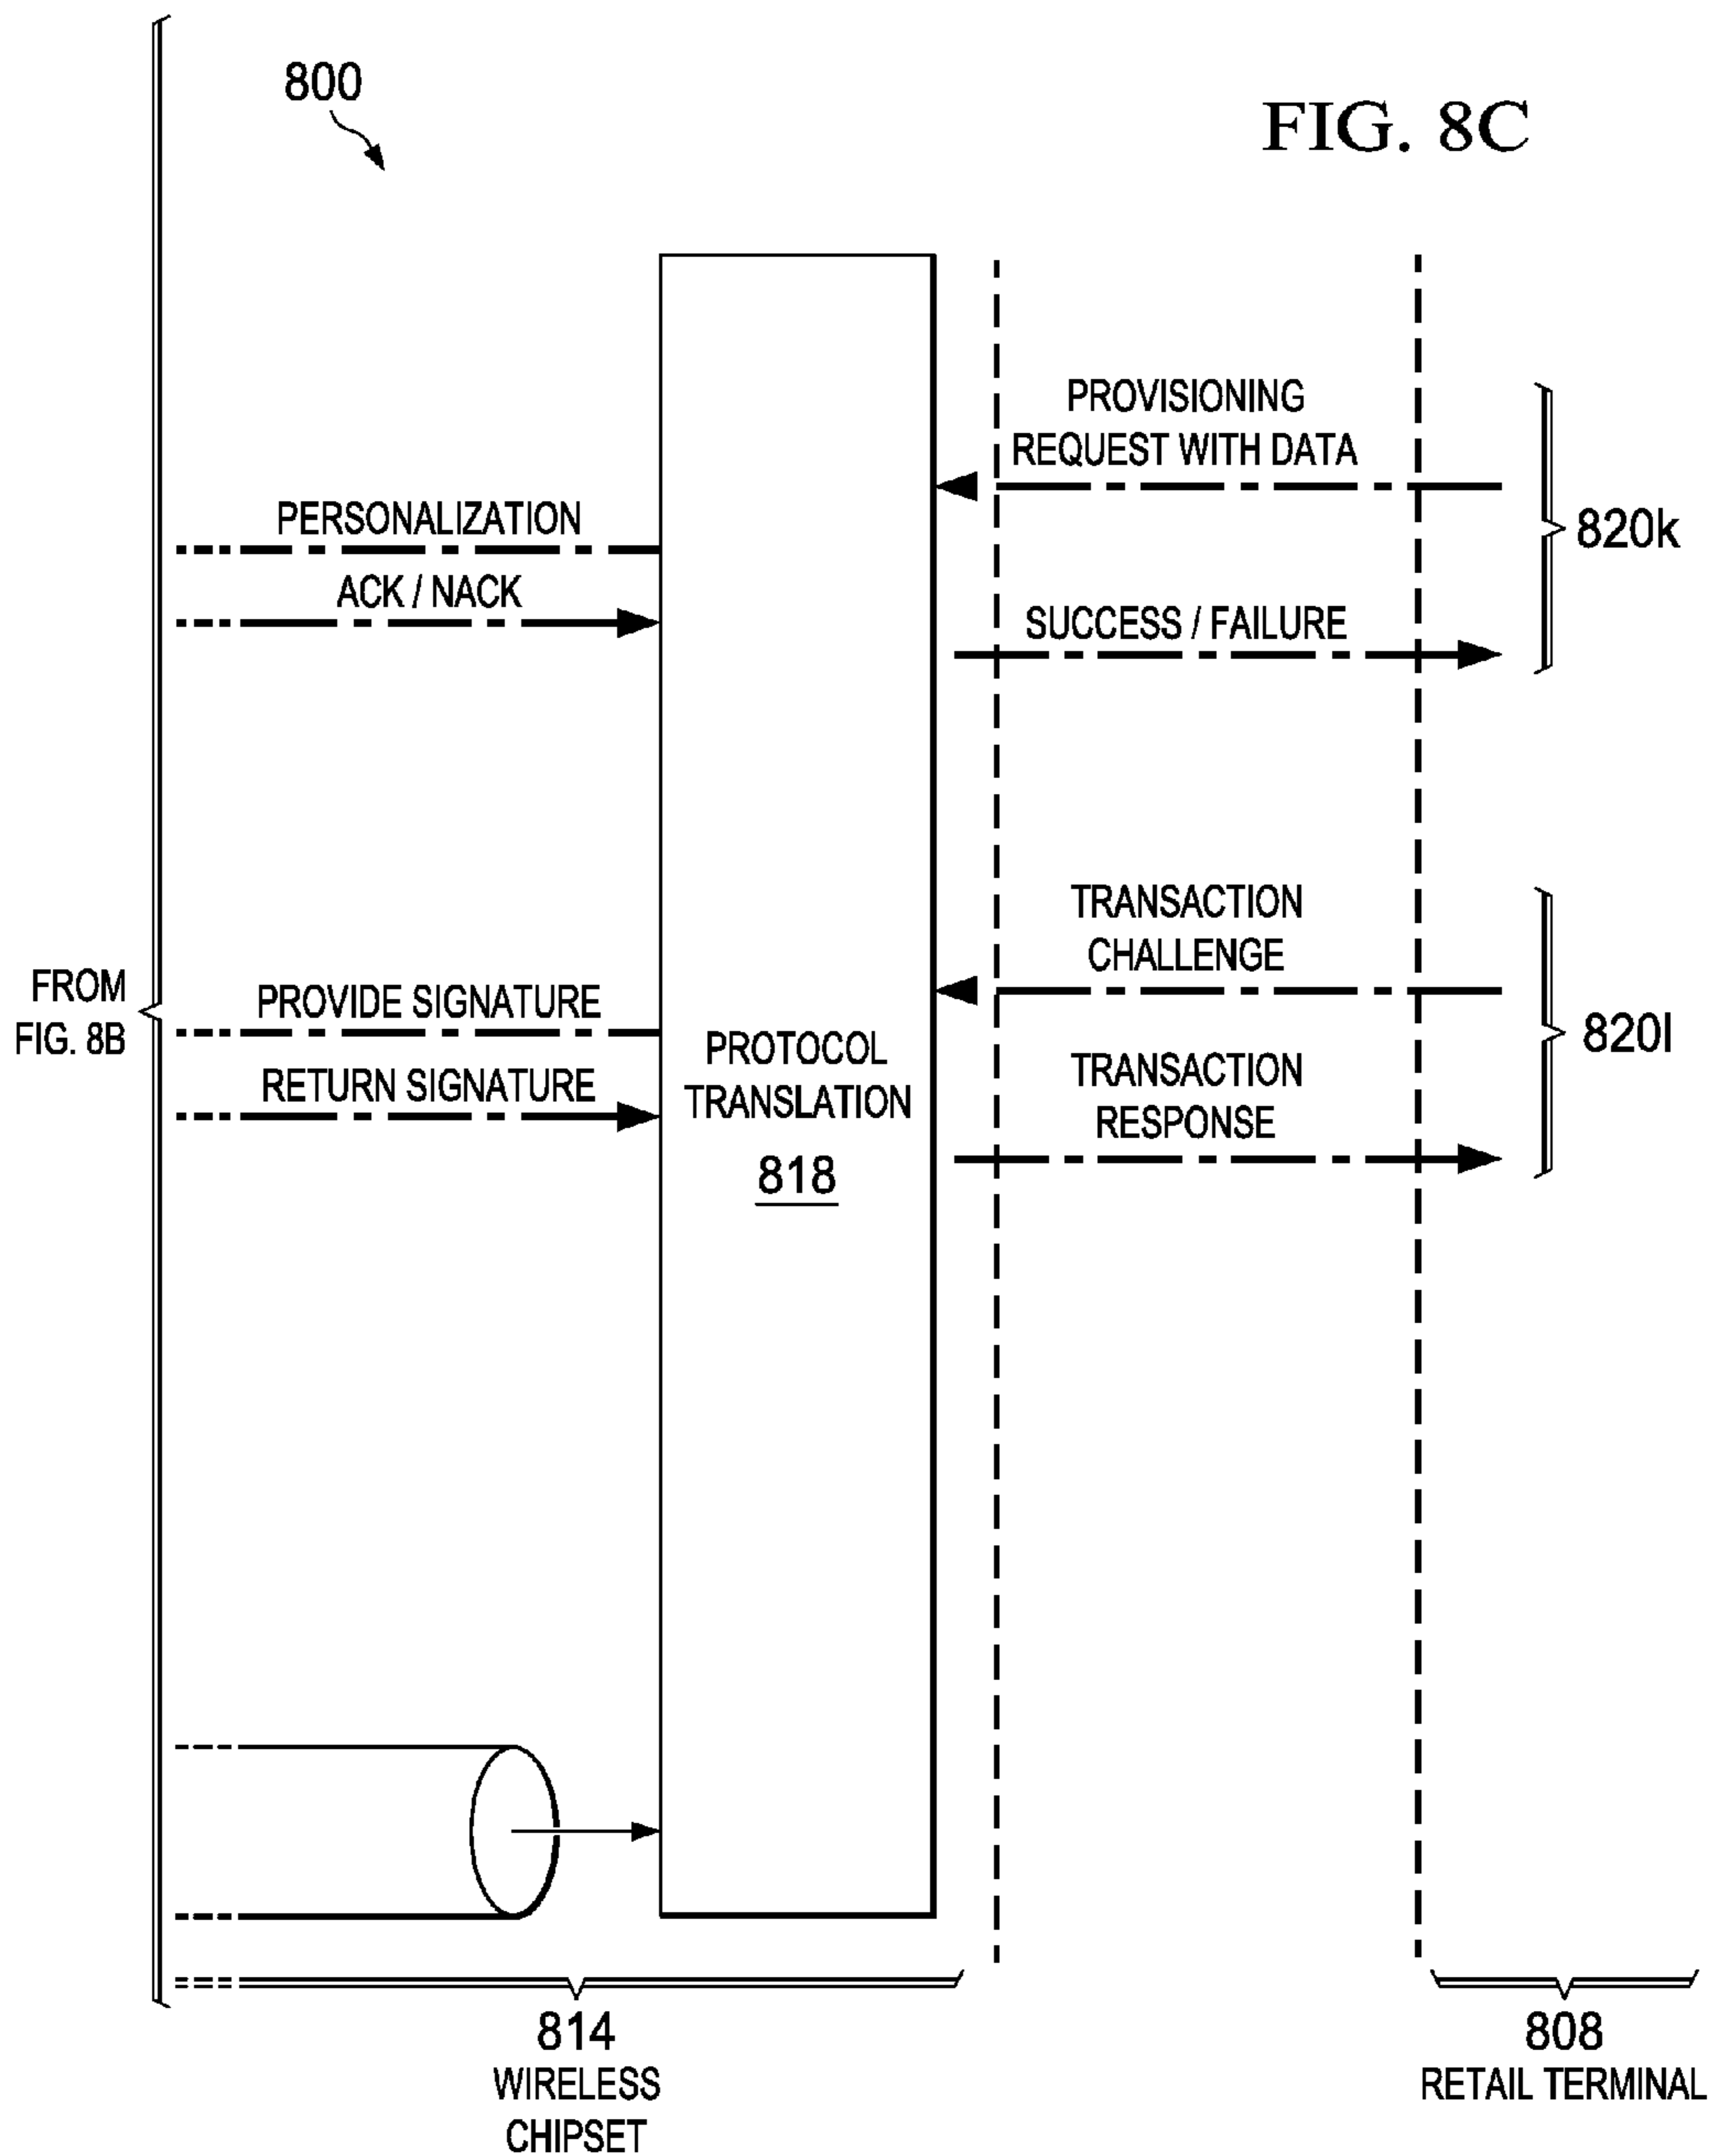 800
FIG. 8C
PROVISIONING
REQUEST WITH DATA
PERSONALIZATION
ACK / NACK
SUCCESS / FAILURE
820k
TRANSACTION
CHALLENGE
FROM
FIG. 8B
PROVIDE SIGNATURE
RETURN SIGNATURE
PROTOCOL
TRANSLATION
818
TRANSACTION
RESPONSE
820l
814
WIRELESS
CHIPSET
808
RETAIL TERMINAL